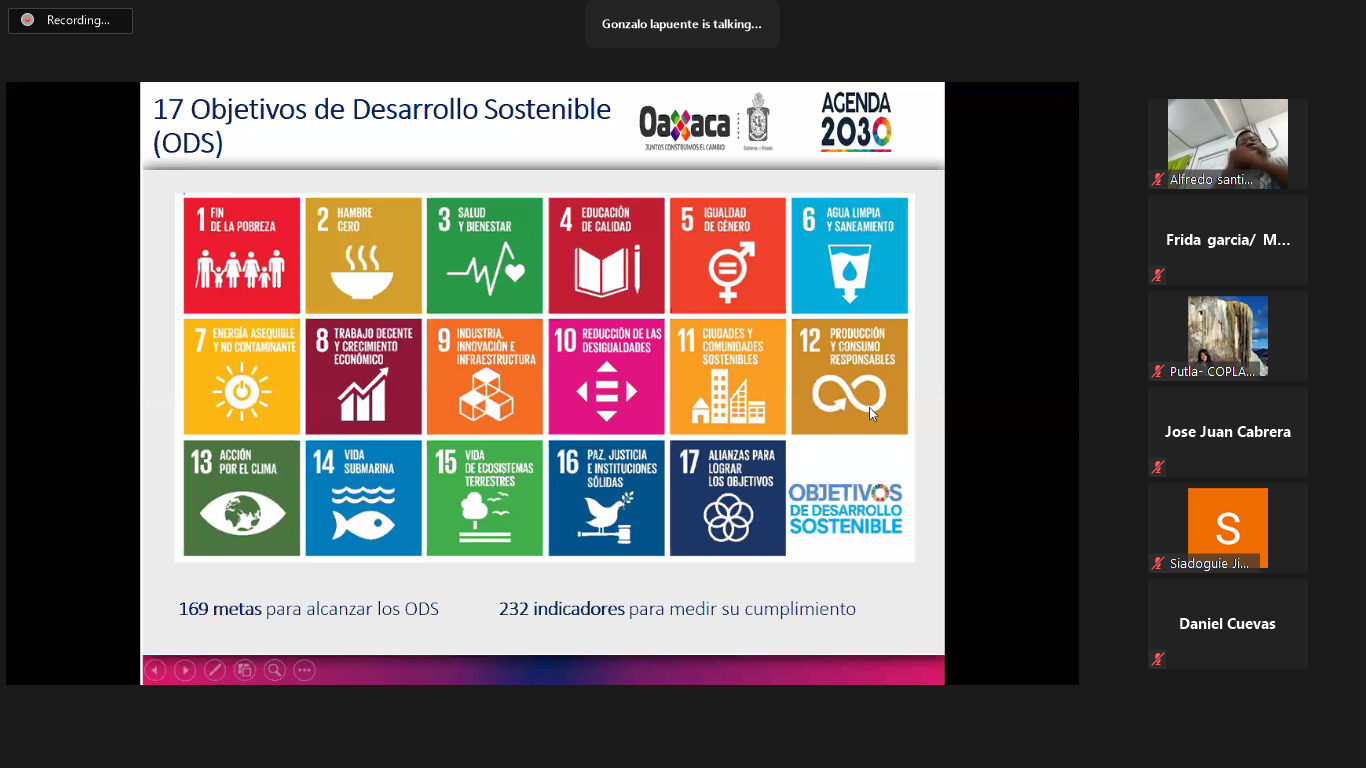 Recording...
Gonzalo lapuente is talking...
17 Objetivos de Desarrollo Sostenible
(ODS)
Oaxaca
JUNTOS CONSTRUIMOS EL CAMBIO
Gobierno del Estado
AGENDA
2030
1 FIN
DE LA POBREZA
2 HAMBRE
CERO
3 SALUD
Y BIENESTAR
4 EDUCACIÓN
DE CALIDAD
5 IGUALDAD
DE GÉNERO
6 AGUA LIMPIA
Y SANEAMIENTO
7 ENERGÍA ASEQUIBLE
Y NO CONTAMINANTE
8 TRABAJO DECENTE
Y CRECIMIENTO
ECONÓMICO
9 INDUSTRIA,
INNOVACIÓN E
INFRAESTRUCTURA
10 REDUCCIÓN DE LAS
DESIGUALDADES
11 CIUDADES Y
COMUNIDADES
SOSTENIBLES
12 PRODUCCIÓN
Y CONSUMO
RESPONSABLES
13 ACCIÓN
POR EL CLIMA
14 VIDA
SUBMARINA
15 VIDA
DE ECOSISTEMAS
TERRESTRES
16 PAZ, JUSTICIA
E INSTITUCIONES
SÓLIDAS
17 ALIANZAS PARA
LOGRAR
LOS OBJETIVOS
OBJETIVOS
DE DESARROLLO
SOSTENIBLE
169 metas para alcanzar los ODS
232 indicadores para medir su cumplimiento
Alfredo santi...
Frida garcia/ M...
Putla- COPLA...
Jose Juan Cabrera
S
Siadoguie Ji...
Daniel Cuevas